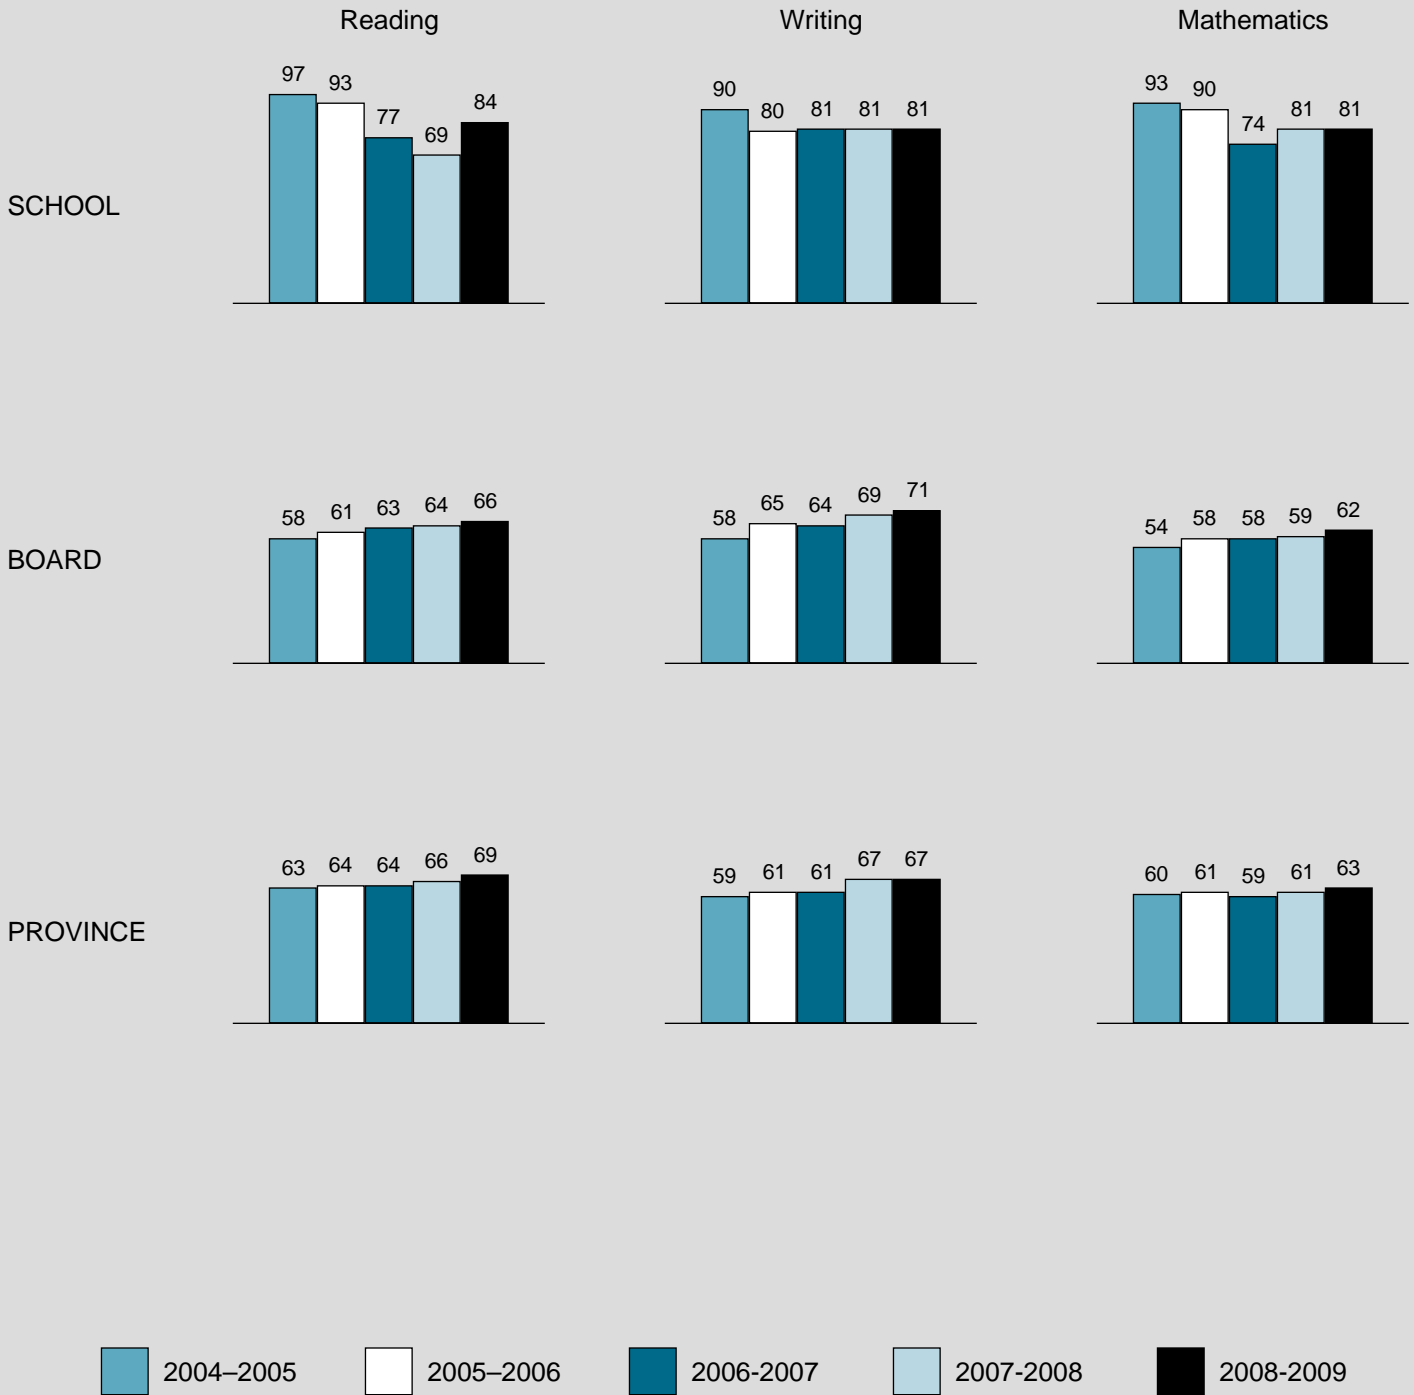 Reading Writing Mathematics
SCHOOL
97 93 77 69 84
90 80 81 81 81
93 90 74 81 81
BOARD
58 61 63 64 66
58 65 64 69 71
54 58 58 59 62
PROVINCE
63 64 64 66 69
59 61 61 67 67
60 61 59 61 63
2004–2005 2005–2006 2006-2007 2007-2008 2008-2009